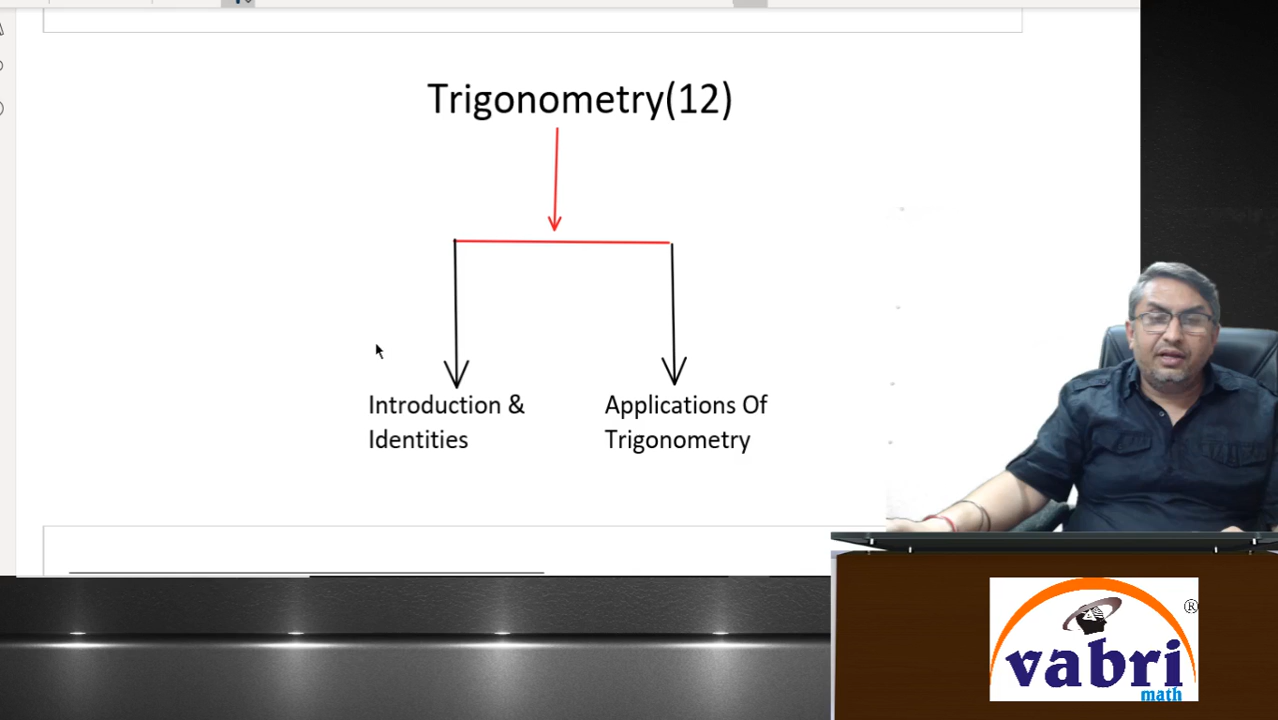 Trigonometry(12)
Introduction &
Identities
Applications Of
Trigonometry
®
vabri
math